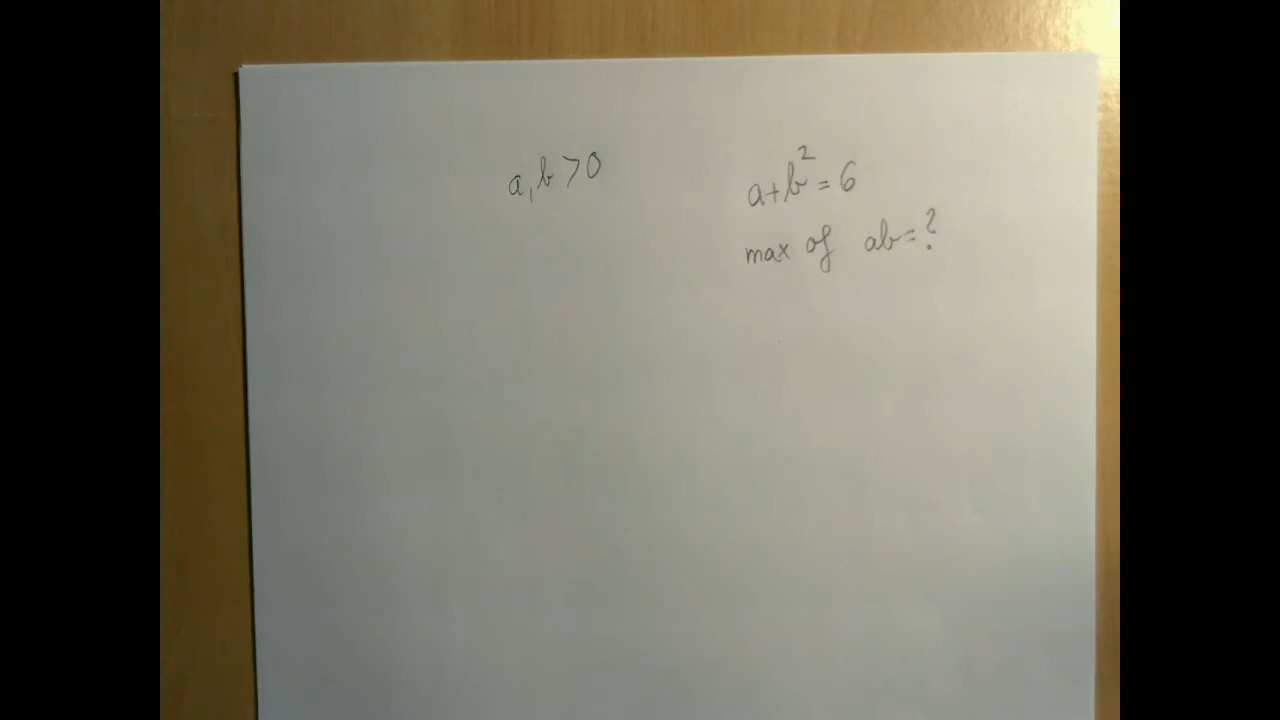 a, b > 0
a + b² = 6
max of ab = ?